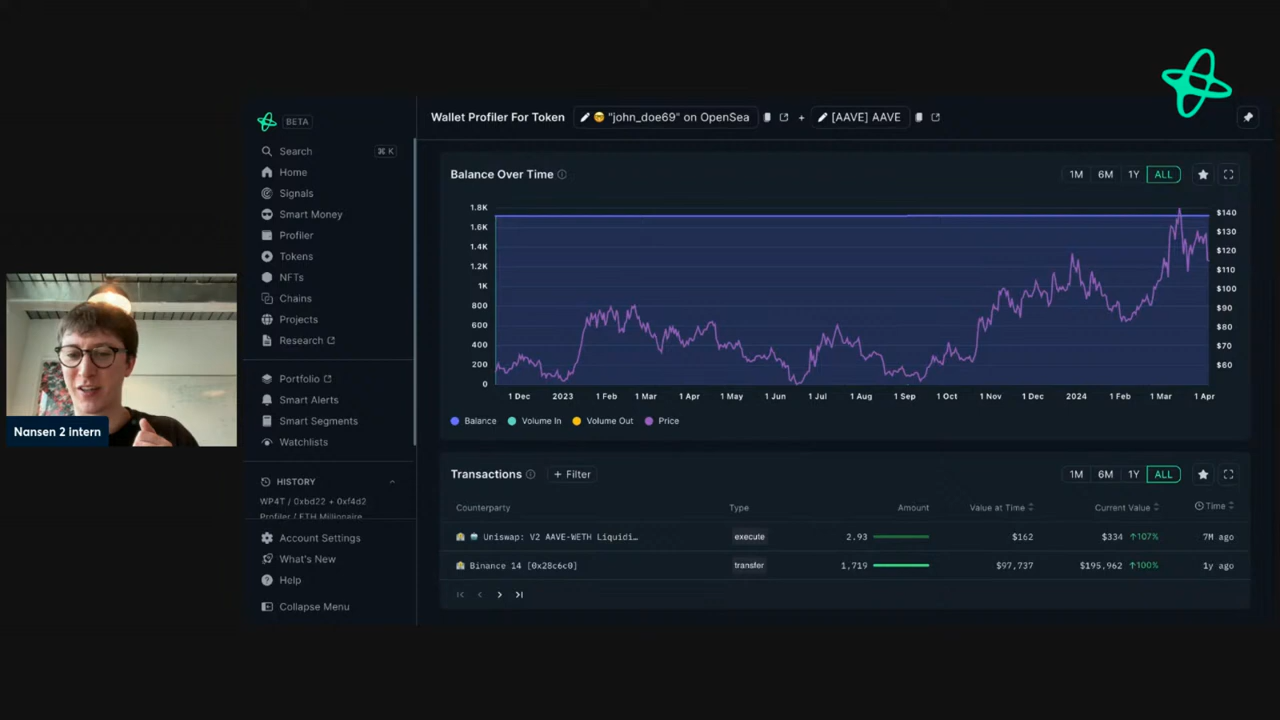 BETA
Search ⌘ K
Home
Signals
Smart Money
Profiler
Tokens
NFTs
Chains
Projects
Research
Portfolio
Smart Alerts
Smart Segments
Watchlists
HISTORY
WP4T / 0xbd22 + 0xf4d2
Profiler / ETH Millionaire
Account Settings
What's New
Help
Collapse Menu
Nansen 2 Intern
Wallet Profiler For Token "john_doe69" on OpenSea + [AAVE] AAVE
Balance Over Time 1M 6M 1Y ALL
1.8K
1.6K
1.4K
1.2K
1K
800
600
400
200
0
$140
$130
$120
$110
$100
$90
$80
$70
$60
1 Dec 2023 1 Feb 1 Mar 1 Apr 1 May 1 Jun 1 Jul 1 Aug 1 Sep 1 Oct 1 Nov 1 Dec 2024 1 Feb 1 Mar 1 Apr
Balance Volume In Volume Out Price
Transactions + Filter 1M 6M 1Y ALL
Counterparty Type Amount Value at Time Current Value Time
Uniswap: V2 AAVE-WETH Liquidi… execute 2.93 $162 $334 ↑107% 7M ago
Binance 14 [0x28c6c0] transfer 1,719 $97,737 $195,962 ↑100% 1y ago